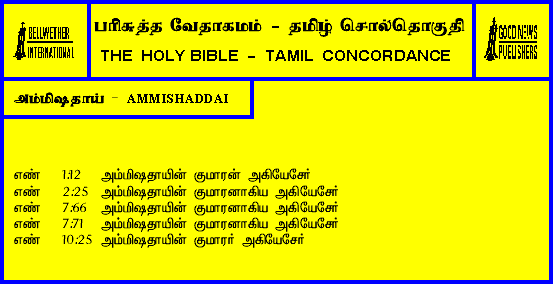 BELLWETHER
INTERNATIONAL
பரிசுத்த வேதாகமம் - தமிழ் சொல்தொகுதி
THE HOLY BIBLE - TAMIL CONCORDANCE
GOOD NEWS
PUBLISHERS
அம்மிஷதாய் - AMMISHADDAI
எண் 1:12 அம்மிஷதாயின் குமாரன் அகியேசேர்
எண் 2:25 அம்மிஷதாயின் குமாரனாகிய அகியேசேர்
எண் 7:66 அம்மிஷதாயின் குமாரனாகிய அகியேசேர்
எண் 7:71 அம்மிஷதாயின் குமாரனாகிய அகியேசேர்
எண் 10:25 அம்மிஷதாயின் குமாரர் அகியேசேர்